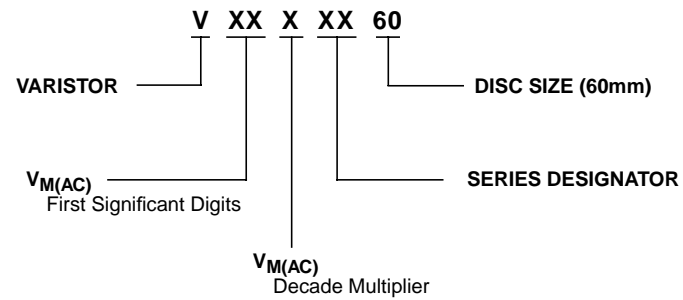 V XX X XX 60
VARISTOR
DISC SIZE (60mm)
VM(AC)
First Significant Digits
SERIES DESIGNATOR
VM(AC)
Decade Multiplier